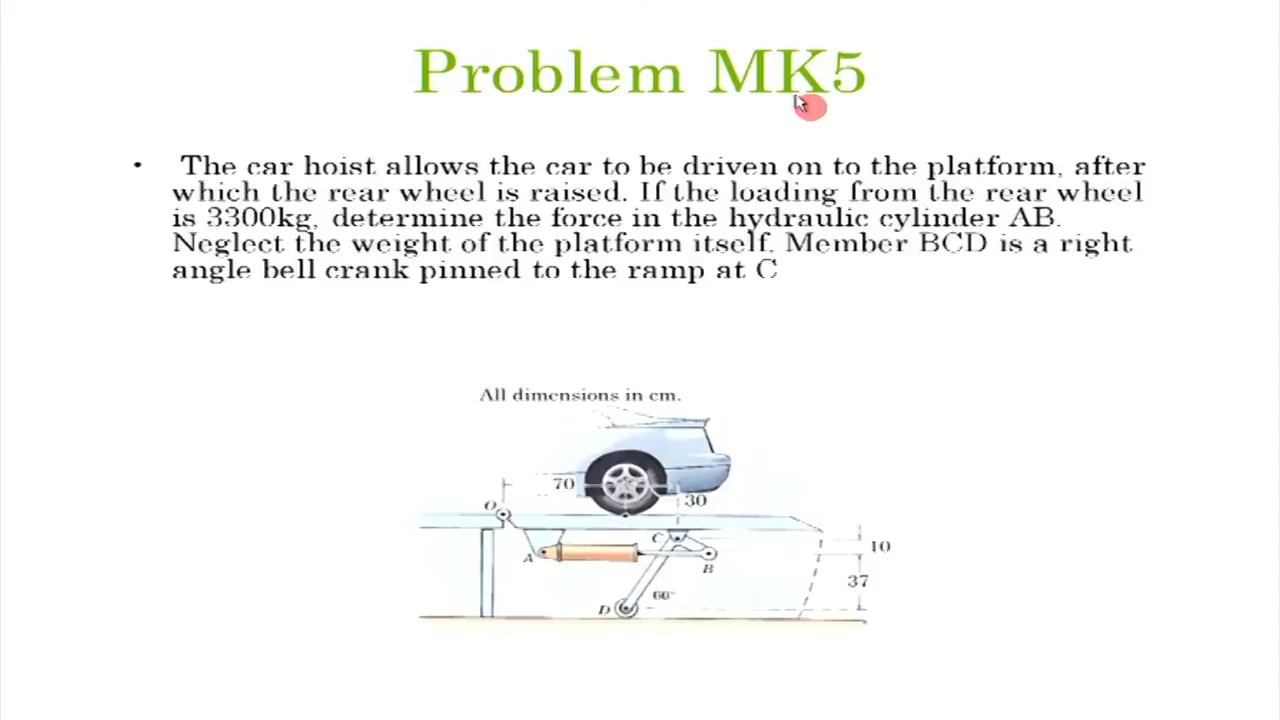 Problem MK5
• The car hoist allows the car to be driven on to the platform, after
which the rear wheel is raised. If the loading from the rear wheel
is 3300kg, determine the force in the hydraulic cylinder AB.
Neglect the weight of the platform itself. Member BCD is a right
angle bell crank pinned to the ramp at C
All dimensions in cm.
70
30
O
C
10
A
B
37
60°
D